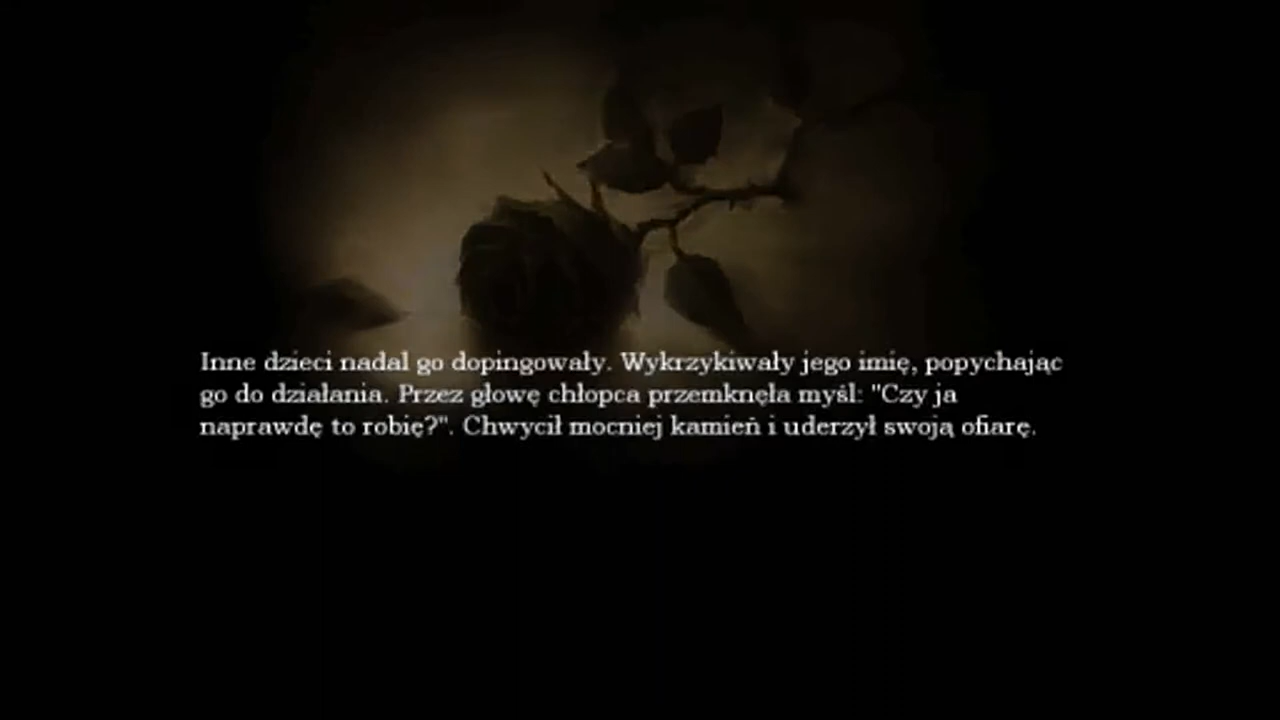 Inne dzieci nadal go dopingowały. Wykrzykiwały jego imię, popychając
go do działania. Przez głowę chłopca przemknęła myśl: "Czy ja
naprawdę to robię?". Chwycił mocniej kamień i uderzył swoją ofiarę.